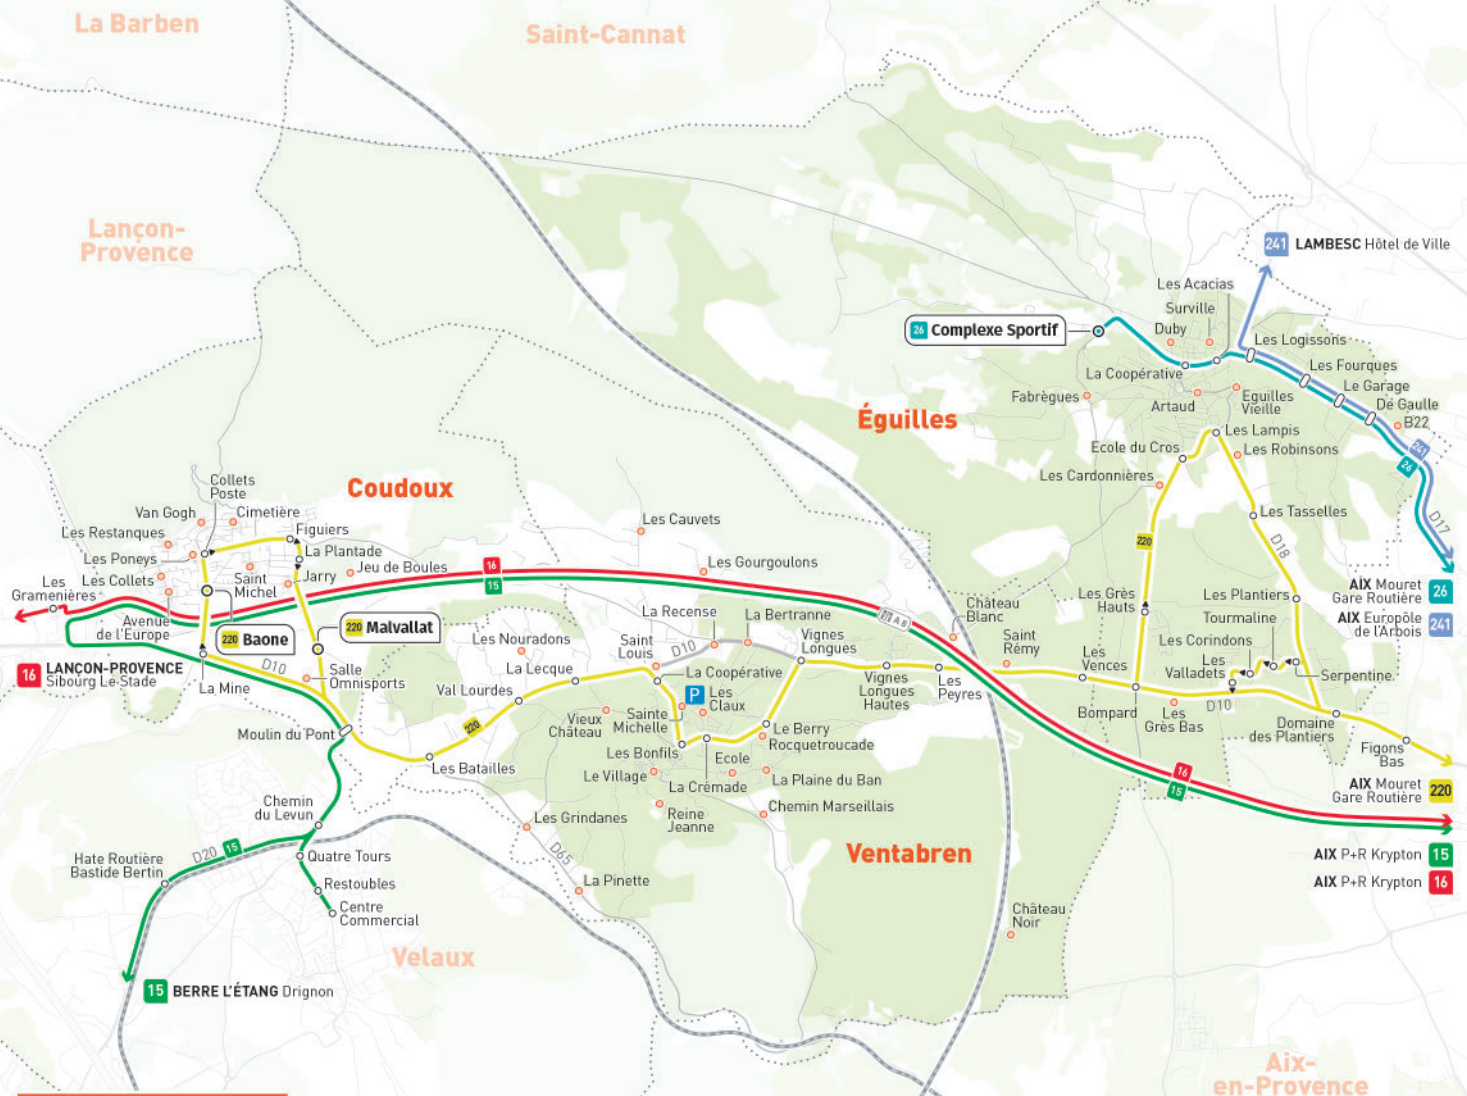 La Barben
Saint-Cannat
Lançon-
Provence
241 LAMBESC Hôtel de Ville
Les Acacias
Surville
Duby
26 Complexe Sportif
Les Logissons
La Coopérative
Les Fourques
Le Garage
De Gaulle
B22
Fabrègues
Artaud
Eguilles
Vieille
Éguilles
Les Lampis
Ecole du Cros
Les Robinsons
241
26
Les Cardonnières
Les Tasselles
D17
D18
220
Coudoux
Collets
Poste
Van Gogh
Cimetière
Les Restanques
Figuiers
Les Poneys
La Plantade
Jeu de Boules
Les Collets
Saint
Michel
Jarry
Les
Gramenières
Avenue
de l'Europe
220 Baone
220 Malvallat
16
15
Les Cauvets
Les Gourgoulons
A 8
16 LANÇON-PROVENCE
Sibourg Le Stade
La Mine
D10
Salle
Omnisports
Moulin du Pont
Les Nouradons
La Lecque
Val Lourdes
220
Les Batailles
Saint
Louis
La Recense
D10
La Bertranne
Vignes
Longues
La Coopérative
P
Les
Claux
Sainte
Michelle
Vieux
Château
Les Bonfils
Le Berry
Rocquetroucade
Ecole
Le Village
La Crémade
La Plaine du Ban
Reine
Jeanne
Chemin Marseillais
Vignes
Longues
Hautes
Les
Peyres
Château
Blanc
Saint
Rémy
Les
Vences
Les Grès
Hauts
Bompard
Les
Grès Bas
D10
Les Plantiers
Tourmaline
Les Corindons
Les
Valladets
Serpentine
Domaine
des Plantiers
Figons
Bas
AIX Mouret
Gare Routière 26
AIX Europôle
de l'Arbois 241
16
15
AIX Mouret
Gare Routière 220
AIX P+R Krypton 15
AIX P+R Krypton 16
Chemin
du Levun
Les Grindanes
D65
Ventabren
Hate Routière
Bastide Bertin
D20
15
Quatre Tours
Restoubles
Centre
Commercial
La Pinette
Château
Noir
Velaux
15 BERRE L'ÉTANG Drignon
Aix-
en-Provence